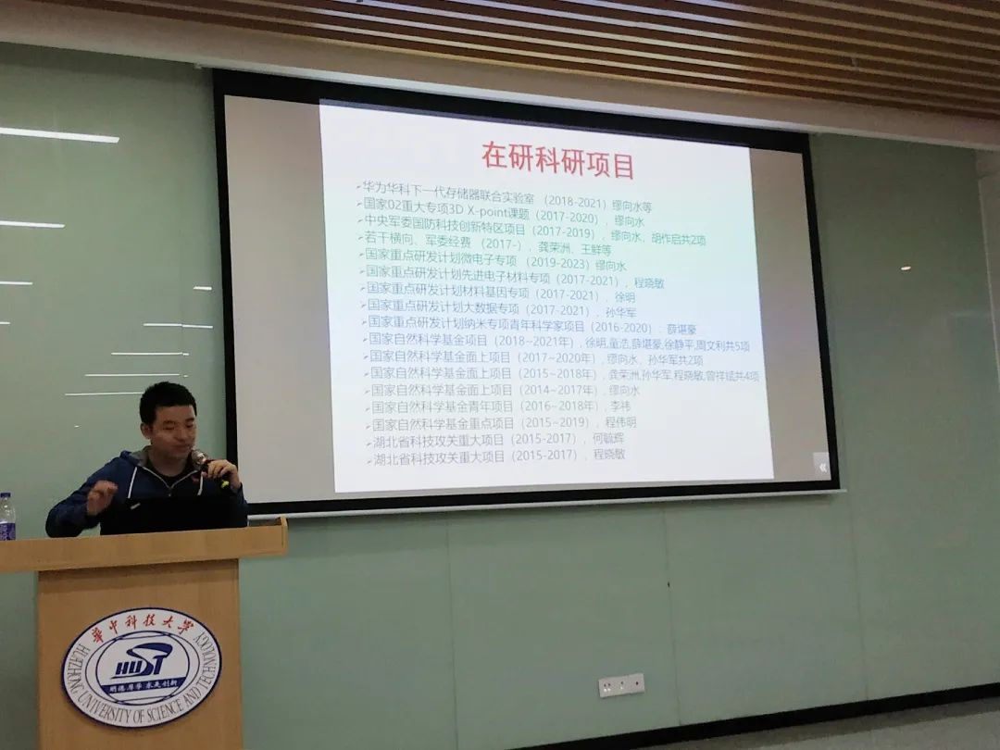 在研科研项目
➢华为华科下一代存储器联合实验室 (2018-2021) 缪向水等
➢国家02重大专项3D X-point课题 (2017-2020) , 缪向水
➢中央军委国防科技创新特区项目 (2017-2019) , 缪向水、胡作启共2项
➢若干横向、军委经费 (2017-) , 龚荣洲、王鲜等
➢国家重点研发计划微电子专项 (2019-2023) 缪向水
➢国家重点研发计划先进电子材料专项 (2017-2021) , 程晓敏
➢国家重点研发计划材料基因专项 (2017-2021) , 徐明
➢国家重点研发计划大数据专项 (2017-2021) , 孙华军
➢国家重点研发计划纳米专项青年科学家项目 (2016-2020) : 薛堪豪
➢国家自然科学基金项目 (2018~2021年) , 徐明,童浩,薛堪豪,徐静平,周文利共5项
➢国家自然科学基金面上项目 (2017~2020年) , 缪向水、孙华军共2项
➢国家自然科学基金面上项目 (2015~2018年) , 龚荣洲,孙华军,程晓敏,曾祥斌共4项
➢国家自然科学基金面上项目 (2014~2017年) , 缪向水
➢国家自然科学基金青年项目 (2016~2018年) , 李祎
➢国家自然科学基金重点项目 (2015~2019) , 程伟明
➢湖北省科技攻关重大项目 (2015-2017) , 何毓辉
➢湖北省科技攻关重大项目 (2015-2017) , 程晓敏
華中科技大学
HUST
明德 厚学 求是 创新
HUAZHONG UNIVERSITY OF SCIENCE AND TECHNOLOGY